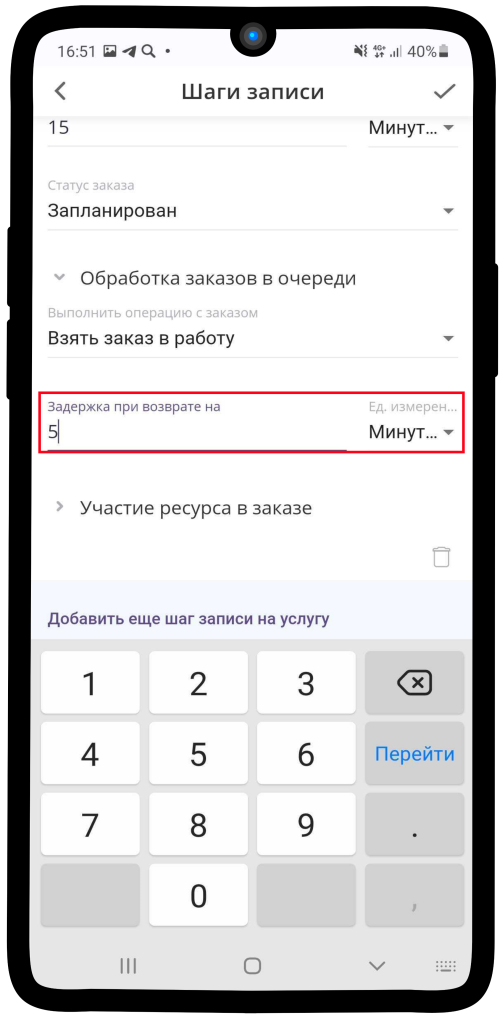 16:51 4G+ 40%
Шаги записи
15 Минут...
Статус заказа
Запланирован
Обработка заказов в очереди
Выполнить операцию с заказом
Взять заказ в работу
Задержка при возврате на Ед. измерен...
5 Минут...
Участие ресурса в заказе
Добавить еще шаг записи на услугу
1 2 3
4 5 6 Перейти
7 8 9 .
0 ,